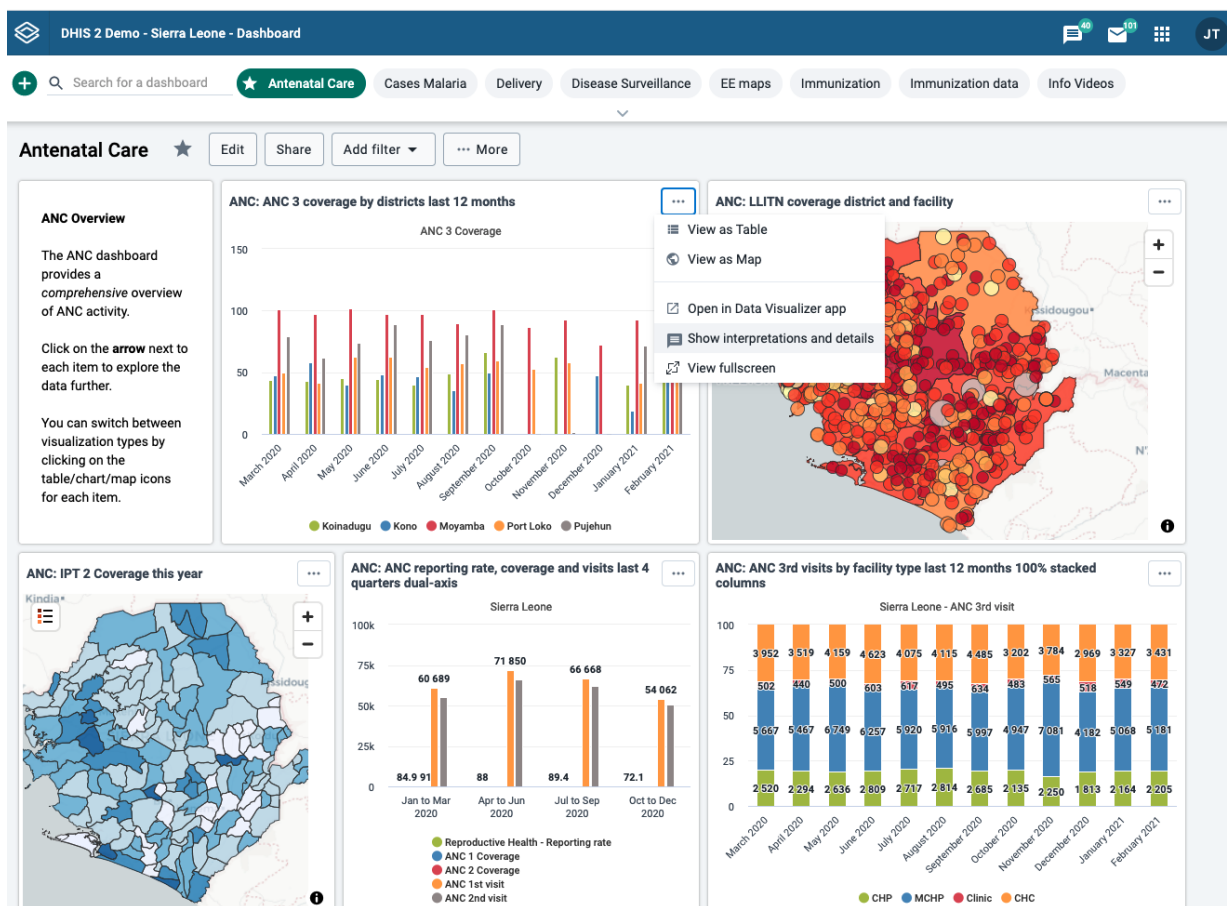 DHIS 2 Demo - Sierra Leone - Dashboard
40
101
JT
Search for a dashboard
Antenatal Care
Cases Malaria
Delivery
Disease Surveillance
EE maps
Immunization
Immunization data
Info Videos
Antenatal Care
Edit
Share
Add filter
More
ANC Overview
The ANC dashboard
provides a
comprehensive overview
of ANC activity.
Click on the arrow next to
each item to explore the
data further.
You can switch between
visualization types by
clicking on the
table/chart/map icons
for each item.
ANC: ANC 3 coverage by districts last 12 months
ANC 3 Coverage
150
100
50
0
March 2020
April 2020
May 2020
June 2020
July 2020
August 2020
September 2020
October 2020
November 2020
December 2020
January 2021
February 2021
Koinadugu
Kono
Moyamba
Port Loko
Pujehun
View as Table
View as Map
Open in Data Visualizer app
Show interpretations and details
View fullscreen
ANC: LLITN coverage district and facility
Macenta
ANC: IPT 2 Coverage this year
Kindia
ANC: ANC reporting rate, coverage and visits last 4
quarters dual-axis
Sierra Leone
100k
75k
50k
25k
0
60 689
71 850
66 668
54 062
84.9 91
88
89.4
72.1
Jan to Mar
2020
Apr to Jun
2020
Jul to Sep
2020
Oct to Dec
2020
Reproductive Health - Reporting rate
ANC 1 Coverage
ANC 2 Coverage
ANC 1st visit
ANC 2nd visit
ANC: ANC 3rd visits by facility type last 12 months 100% stacked
columns
Sierra Leone - ANC 3rd visit
100
75
50
25
0
3 952 3 519 4 159 4 623 4 075 4 115 4 485 3 202 3 784 2 969 3 327 3 431
502 440 500 603 617 495 634 483 565 518 549 472
5 667 5 467 6 749 6 257 5 920 5 916 5 997 4 947 7 081 4 182 5 068 5 181
2 520 2 294 2 636 2 809 2 717 2 814 2 685 2 135 2 250 1 813 2 164 2 205
March 2020
April 2020
May 2020
June 2020
July 2020
August 2020
September 2020
October 2020
November 2020
December 2020
January 2021
February 2021
CHP
MCHP
Clinic
CHC